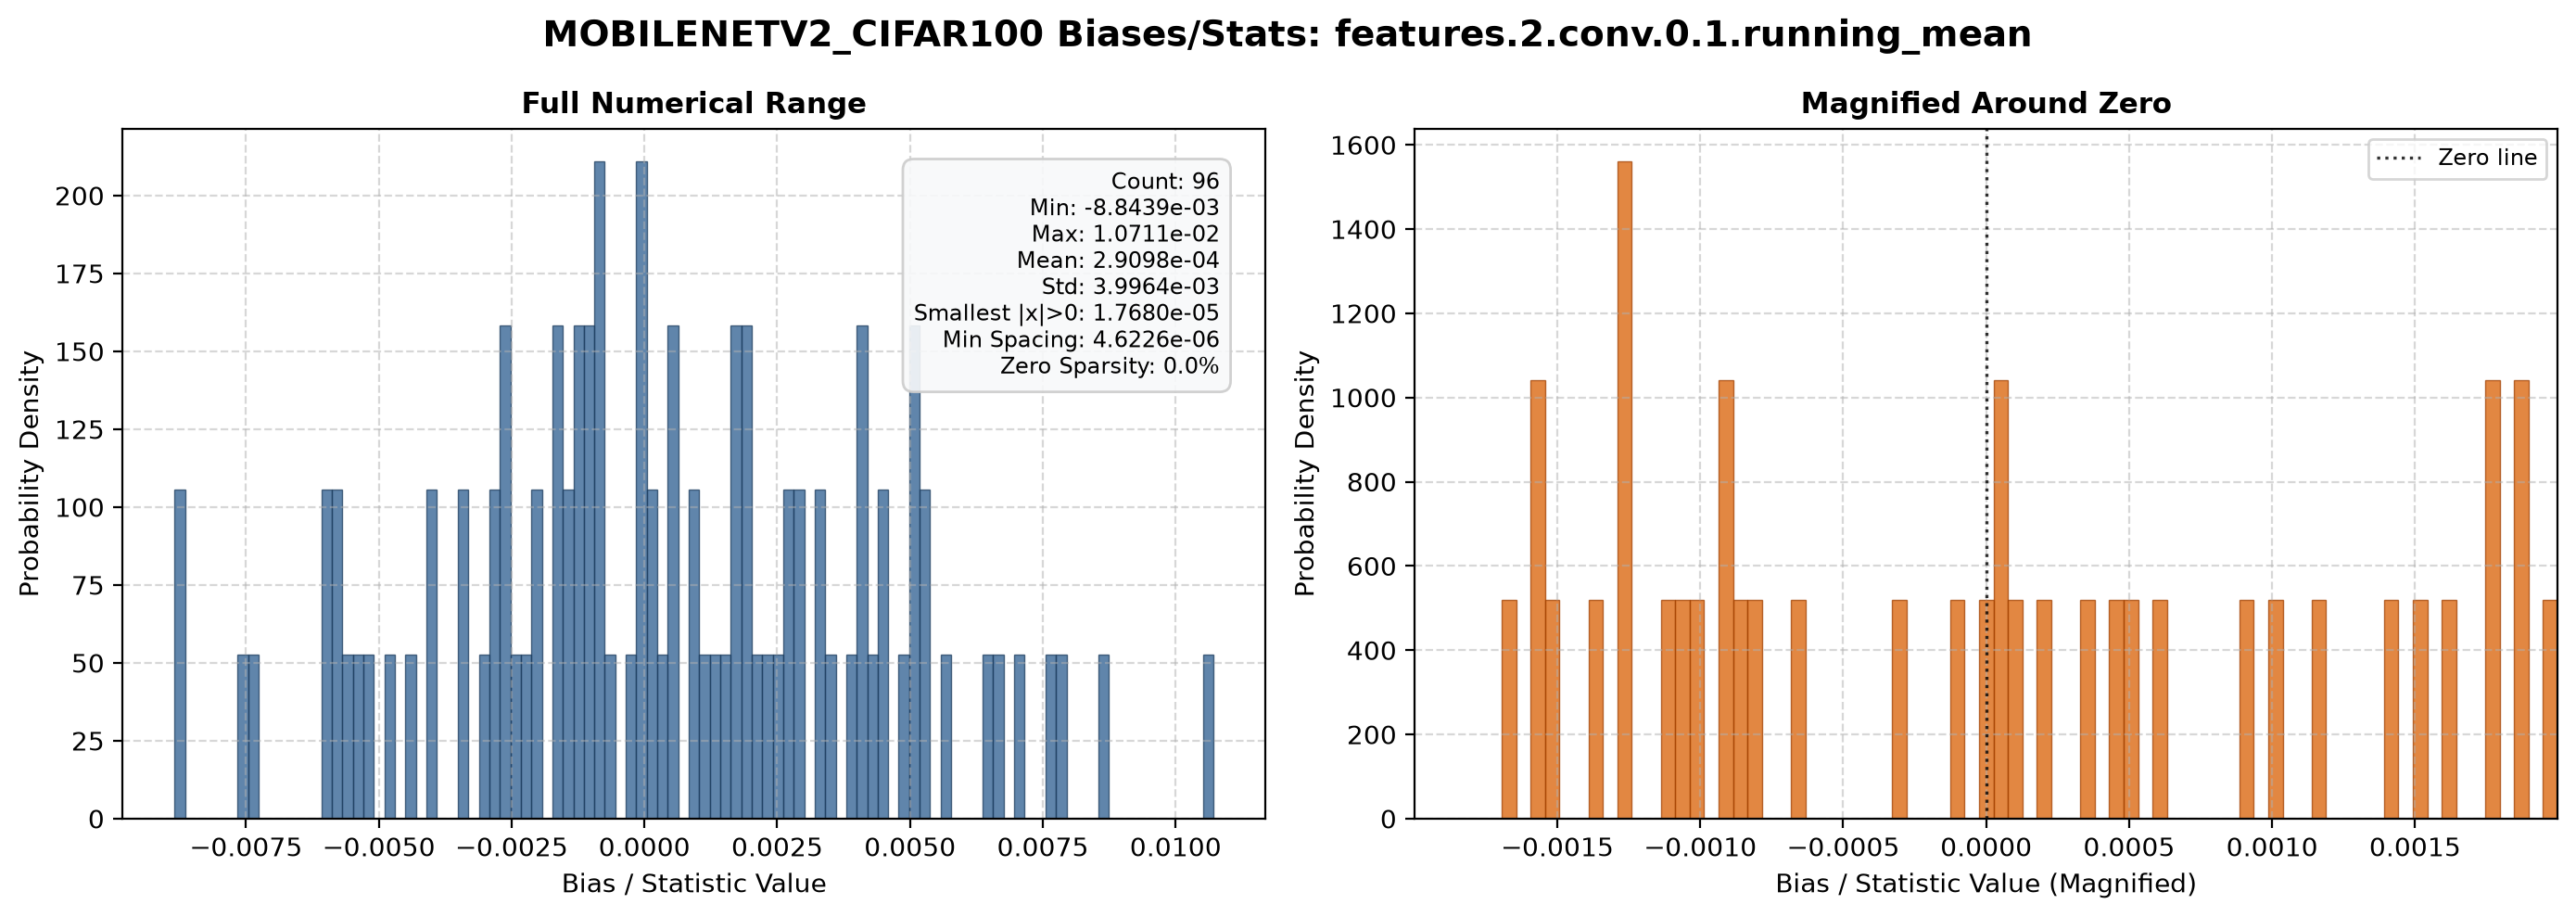 MOBILENETV2_CIFAR100 Biases/Stats: features.2.conv.0.1.running_mean
Full Numerical Range
Probability Density
200
175
150
125
100
75
50
25
0
Count: 96
Min: -8.8439e-03
Max: 1.0711e-02
Mean: 2.9098e-04
Std: 3.9964e-03
Smallest |x|>0: 1.7680e-05
Min Spacing: 4.6226e-06
Zero Sparsity: 0.0%
−0.0075 −0.0050 −0.0025 0.0000 0.0025 0.0050 0.0075 0.0100
Bias / Statistic Value
Magnified Around Zero
Probability Density
1600
1400
1200
1000
800
600
400
200
0
Zero line
−0.0015 −0.0010 −0.0005 0.0000 0.0005 0.0010 0.0015
Bias / Statistic Value (Magnified)